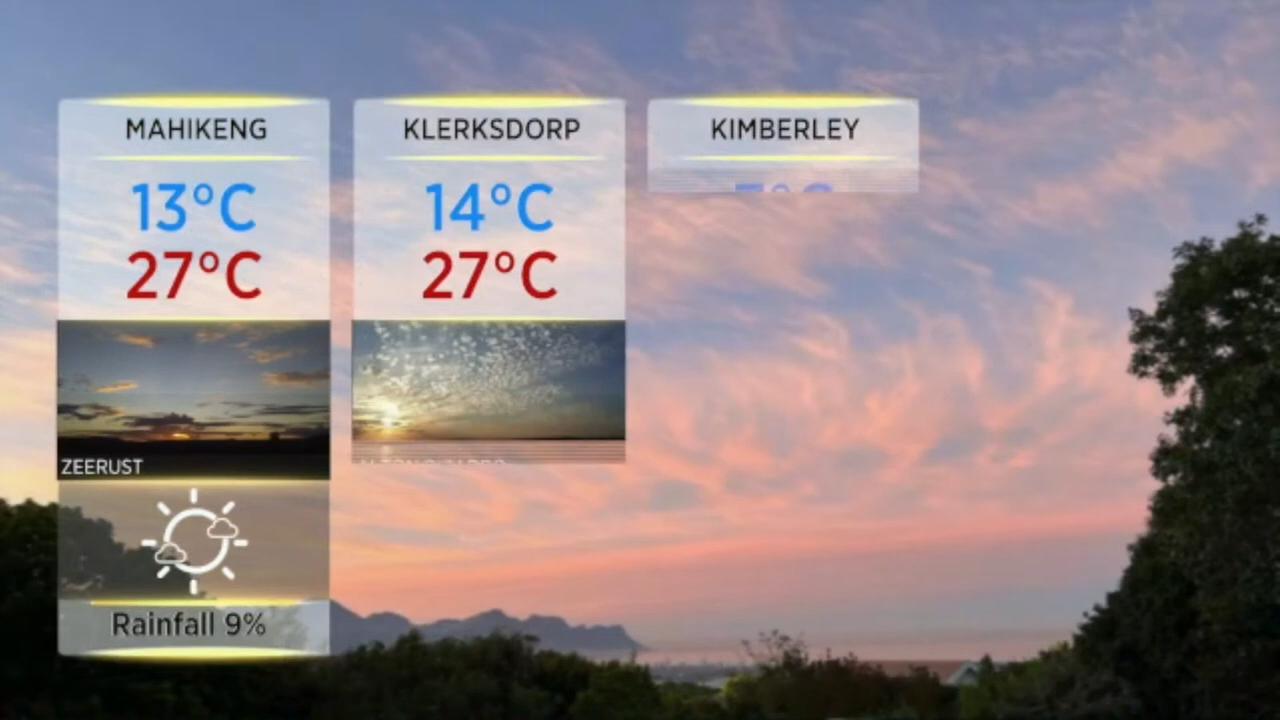 MAHIKENG
13°C
27°C
ZEERUST
Rainfall 9%
KLERKSDORP
14°C
27°C
KIMBERLEY